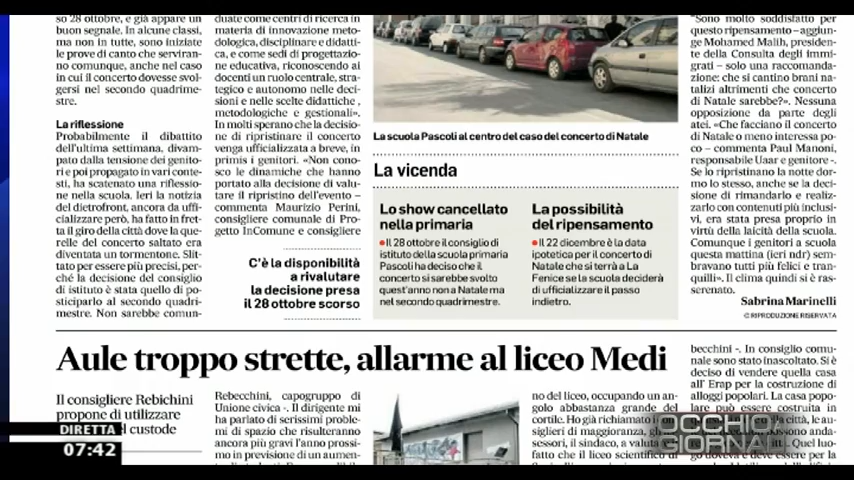 so 28 ottobre, e già appare un
buon segnale. In alcune classi,
ma non in tutte, sono iniziate
le prove di canto che serviran-
no comunque, anche nel caso
in cui il concerto dovesse svol-
gersi nel secondo quadrime-
stre.
La riflessione
Probabilmente il dibattito
dell'ultima settimana, divam-
pato dalla tensione dei genito-
ri e poi propagato in vari conte-
sti, ha scatenato una riflessio-
ne nella scuola. Ieri la notizia
del dietrofront, ancora da uffi-
cializzare però, ha fatto in fret-
ta il giro della città dove la que-
relle del concerto saltato era
diventata un tormentone. Slit-
tato per essere più precisi, per-
ché la decisione del consiglio
di istituto è stata quello di po-
sticiparlo al secondo quadri-
mestre. Non sarebbe comun-
duate come centri di ricerca in
materia di innovazione meto-
dologica, disciplinare e didatti-
ca, e come sedi di progettazio-
ne educativa, riconoscendo ai
docenti un ruolo centrale, stra-
tegico e autonomo nelle deci-
sioni e nelle scelte didattiche ,
metodologiche e gestionali».
In molti sperano che la decisio-
ne di ripristinare il concerto
venga ufficializzata a breve, in
primis i genitori. «Non cono-
sco le dinamiche che hanno
portato alla decisione di valu-
tare il ripristino dell'evento –
commenta Maurizio Perini,
consigliere comunale di Pro-
getto InComune e consigliere
C'è la disponibilità
a rivalutare
la decisione presa
il 28 ottobre scorso
La scuola Pascoli al centro del caso del concerto di Natale
La vicenda
Lo show cancellato
nella primaria
Il 28 ottobre il consiglio di
istituto della scuola primaria
Pascoli ha deciso che il
concerto si sarebbe svolto
quest'anno non a Natale ma
nel secondo quadrimestre.
La possibilità
del ripensamento
Il 22 dicembre è la data
ipotetica per il concerto di
Natale che si terrà a La
Fenice se la scuola deciderà
di ufficializzare il passo
indietro.
"Sono molto soddisfatto per
questo ripensamento – aggiun-
ge Mohamed Malih, presiden-
te della Consulta degli immi-
grati – solo una raccomanda-
zione: che si cantino brani na-
talizi altrimenti che concerto
di Natale sarebbe?». Nessuna
opposizione da parte degli
atei. «Che facciano il concerto
di Natale o meno interessa po-
co – commenta Paul Manoni,
responsabile Uaar e genitore -.
Se lo ripristinano la notte dor-
mo lo stesso, anche se la deci-
sione di rimandarlo e realiz-
zarlo con contenuti più inclusi-
vi, era stata presa proprio in
virtù della laicità della scuola.
Comunque i genitori a scuola
questa mattina (ieri ndr) sem-
bravano tutti più felici e tran-
quilli». Il clima quindi si è ras-
serenato.
Sabrina Marinelli
© RIPRODUZIONE RISERVATA
Aule troppo strette, allarme al liceo Medi
Il consigliere Rebichini
propone di utilizzare
el custode
Rebecchini, capogruppo di
Unione civica -. Il dirigente mi
ha parlato di serissimi proble-
mi di spazio che risulteranno
ancora più gravi l'anno prossi-
mo in previsione di un aumen-
no del liceo, occupando un an-
golo abbastanza grande del
cortile. Ho già richiamato i con-
siglieri di maggioranza, gli as-
sessori, il sindaco, a valuta
che il liceo scientifico di
becchini -. In consiglio comu-
nale sono stato inascoltato. Si è
deciso di vendere quella casa
all' Erap per la costruzione di
alloggi popolari. La casa popo-
lare può essere costruita in
DIRETTA
07:42
OCCHIO AI
GIORNALI